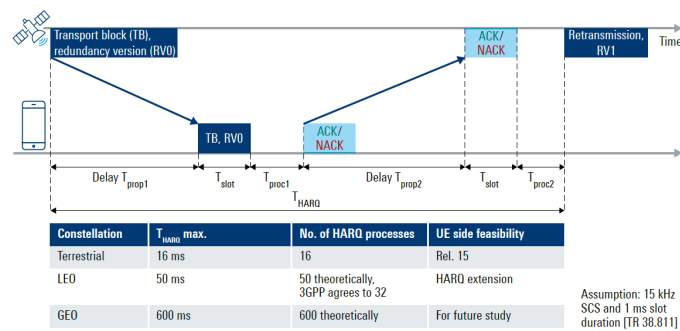 Transport block (TB),
redundancy version (RV0)
ACK/
NACK
Retransmission,
RV1
Time
TB, RV0
ACK/
NACK
Delay Tprop1
Tslot
Tproc1
Delay Tprop2
Tslot
Tproc2
THARQ
Constellation THARQ max. No. of HARQ processes UE side feasibility
Terrestrial 16 ms 16 Rel. 15
LEO 50 ms 50 theoretically,
3GPP agrees to 32 HARQ extension
GEO 600 ms 600 theoretically For future study
Assumption: 15 kHz
SCS and 1 ms slot
duration [TR 38.811]